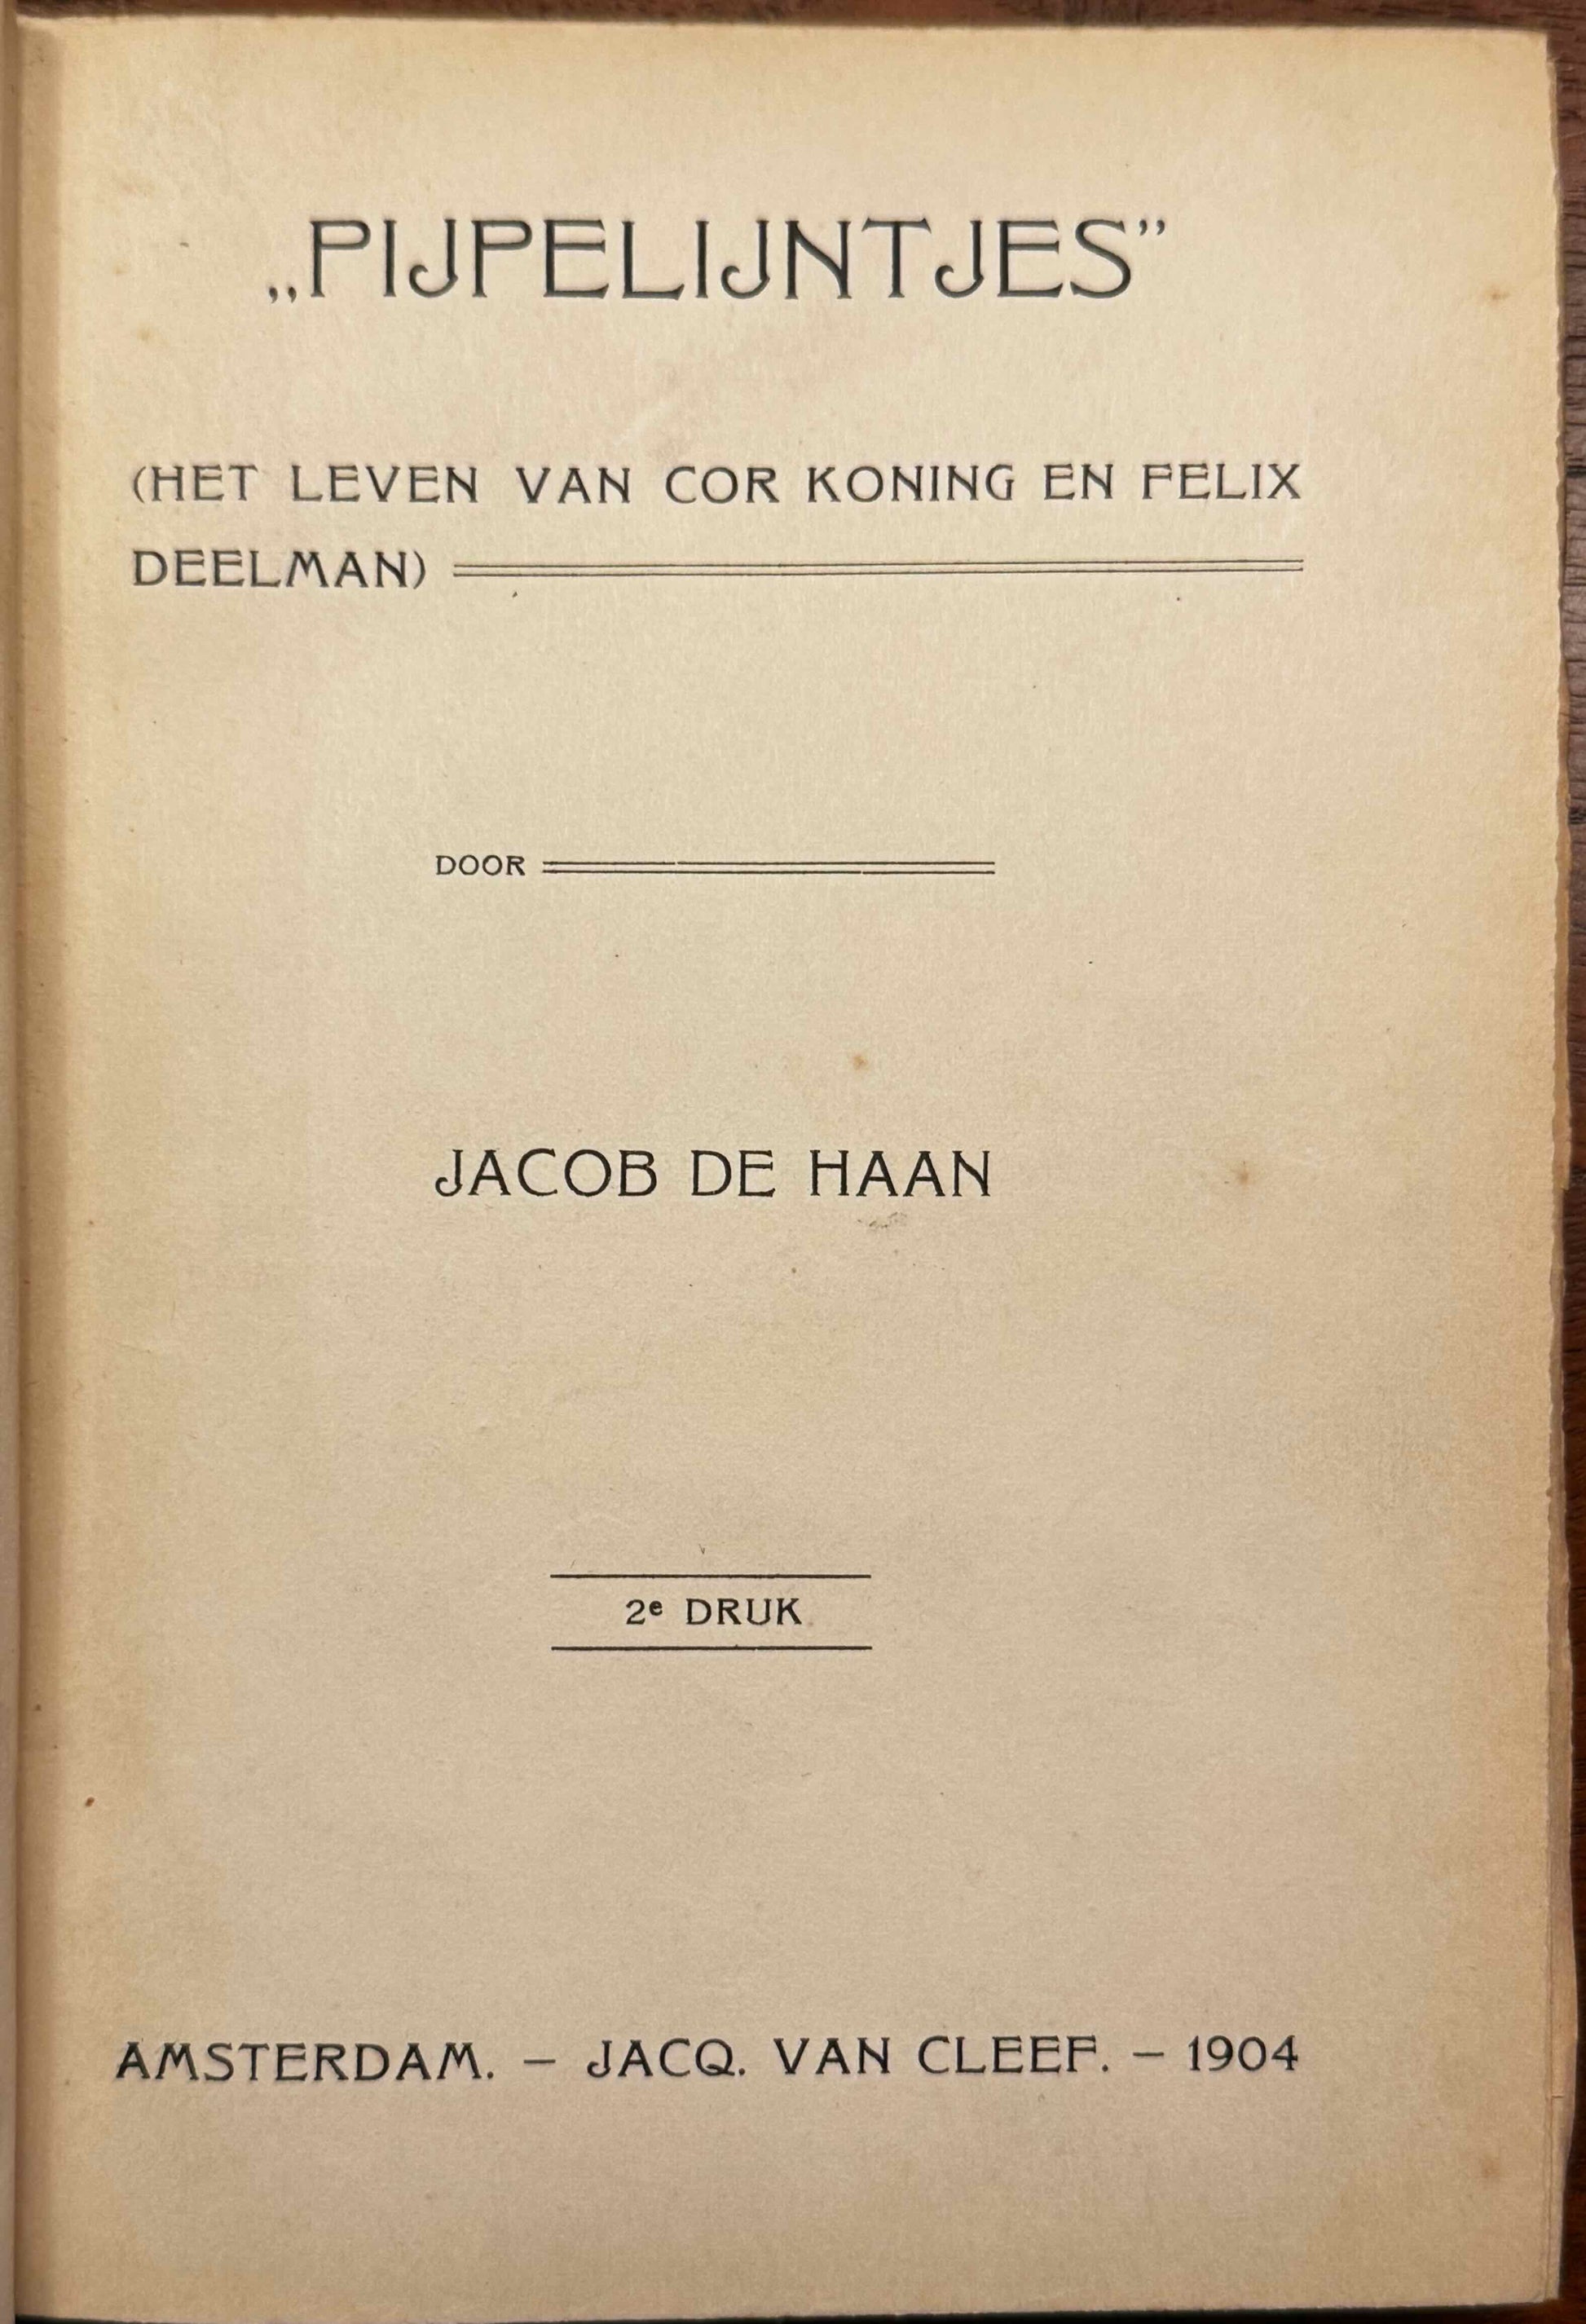 „PIJPELIJNTJES”
(HET LEVEN VAN COR KONING EN FELIX
DEELMAN)
DOOR
JACOB DE HAAN
2e DRUK
AMSTERDAM. — JACQ. VAN CLEEF. — 1904